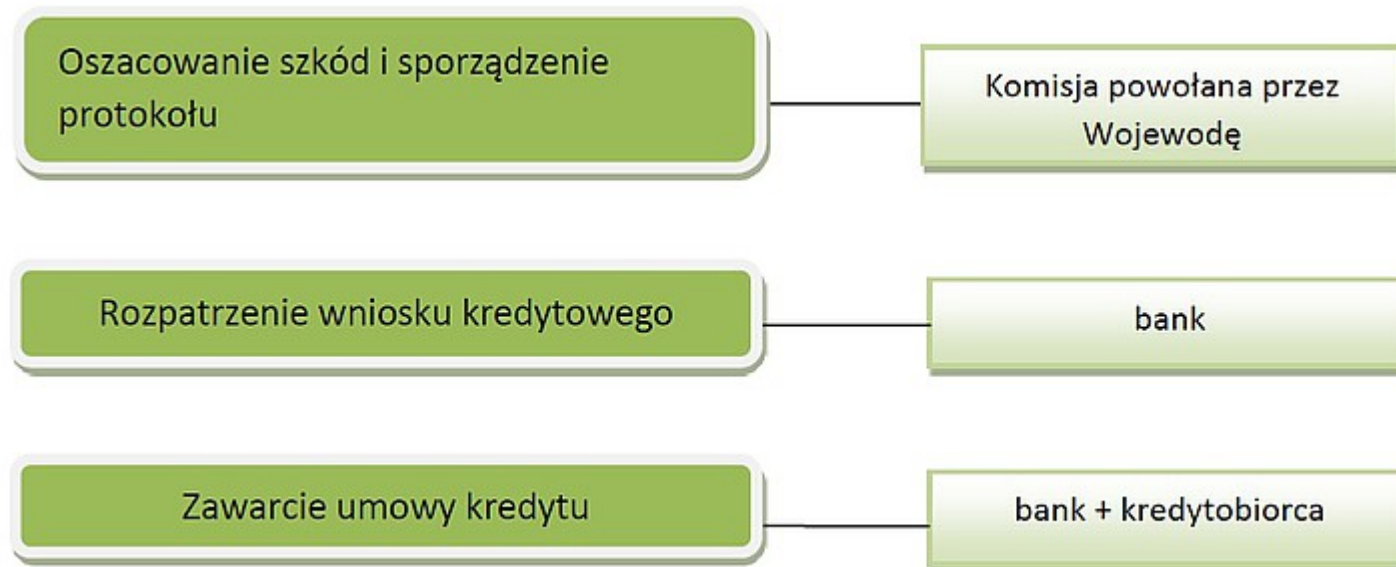 Oszacowanie szkód i sporządzenie
protokołu
Komisja powołana przez
Wojewodę
Rozpatrzenie wniosku kredytowego
bank
Zawarcie umowy kredytu
bank + kredytobiorca